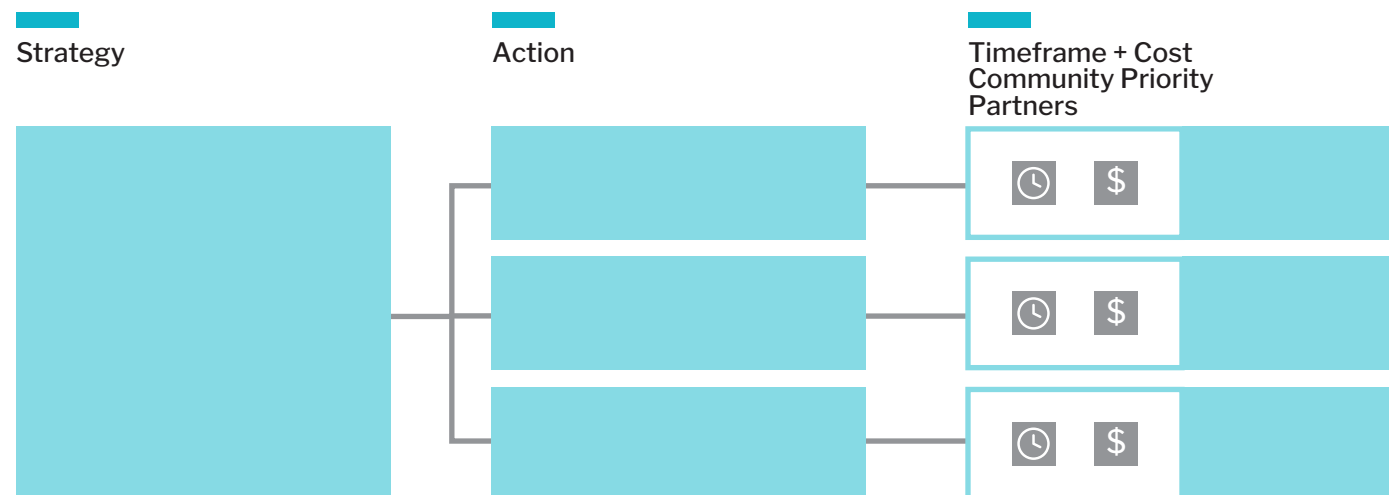 Strategy
Action
Timeframe + Cost
Community Priority
Partners
$
$
$